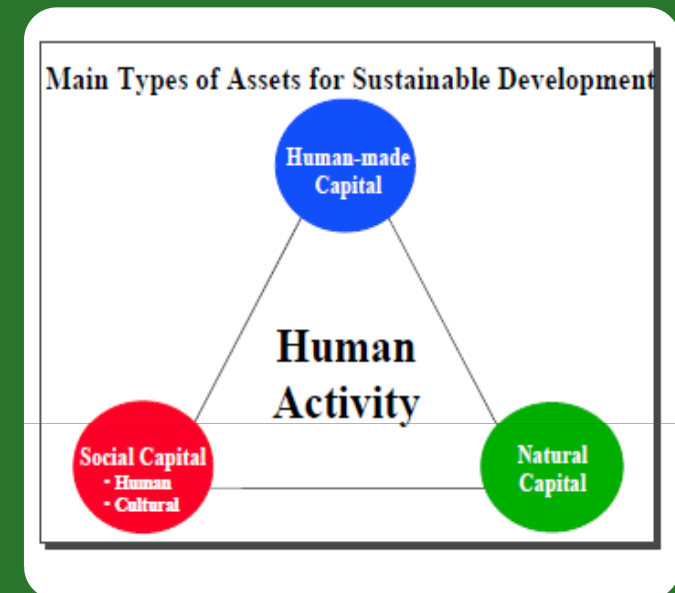 Main Types of Assets for Sustainable Development
Human-made
Capital
Human
Activity
Social Capital
- Human
- Cultural
Natural
Capital